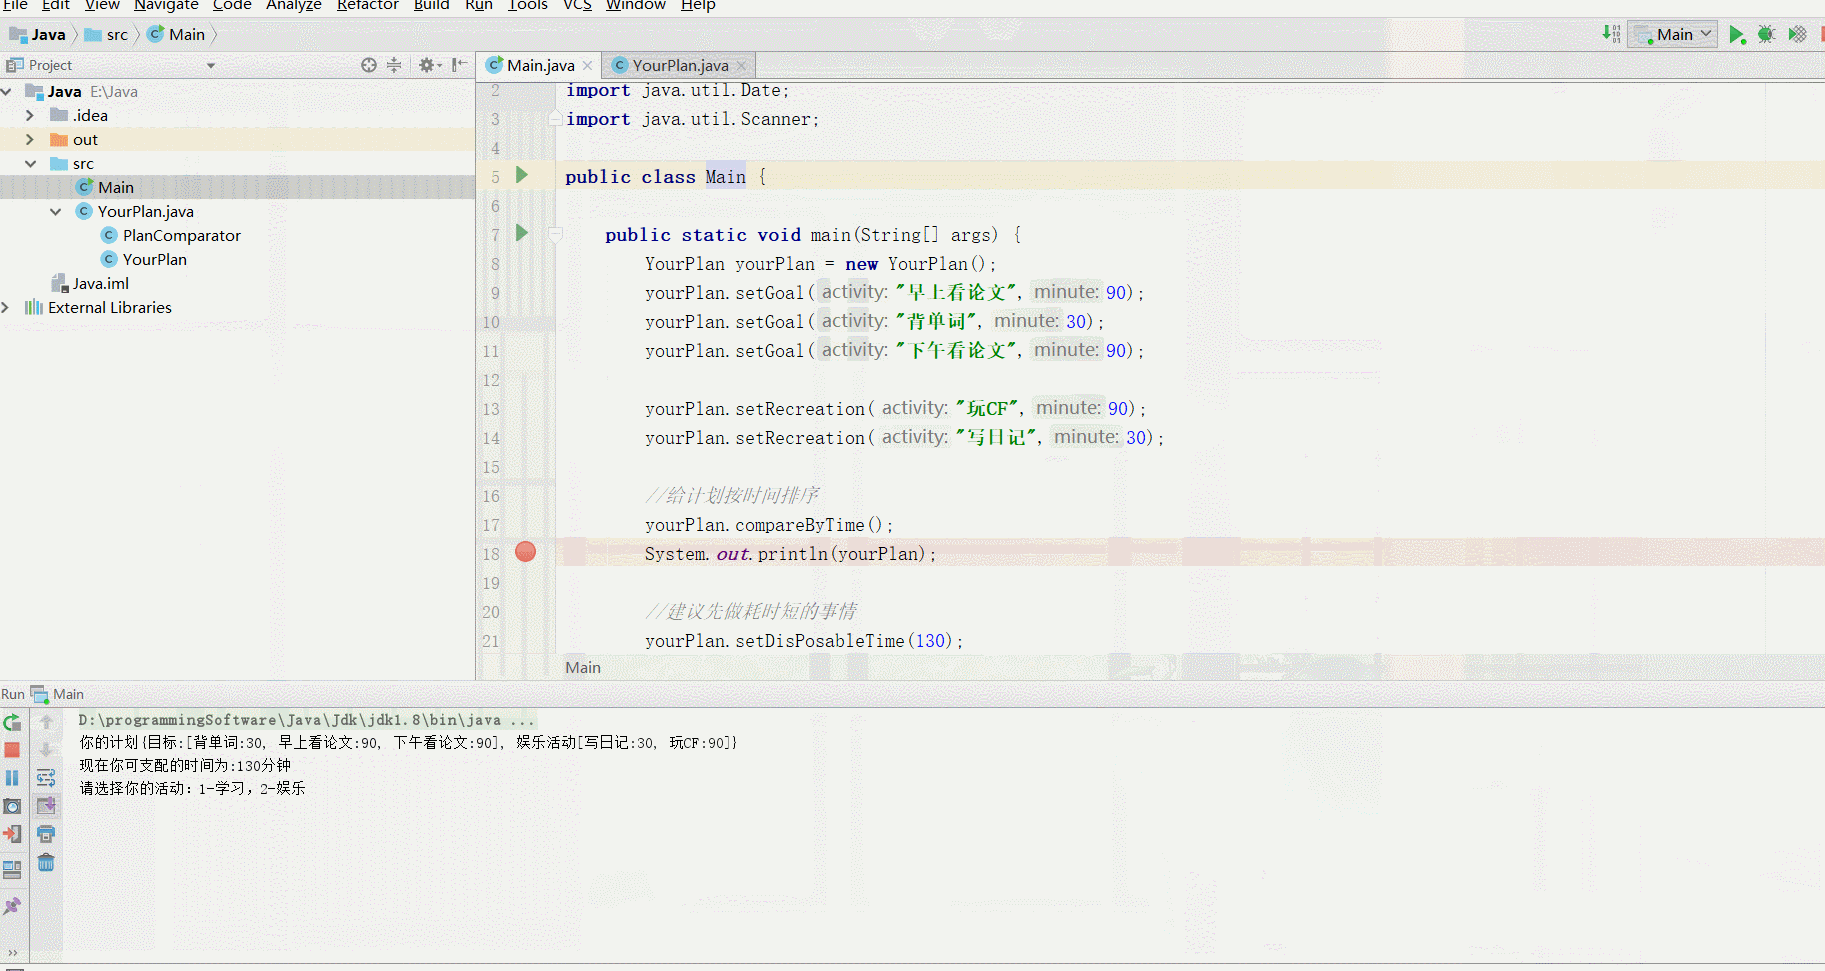 File Edit View Navigate Code Analyze Refactor Build Run Tools VCS Window Help
Java src Main
Main
Project
Main.java YourPlan.java
Java E:\Java
.idea
out
src
Main
YourPlan.java
PlanComparator
YourPlan
Java.iml
External Libraries
2 import java.util.Date;
3 import java.util.Scanner;
4
5 public class Main {
6
7 public static void main(String[] args) {
8 YourPlan yourPlan = new YourPlan();
9 yourPlan.setGoal( activity: "早上看论文", minute: 90);
10 yourPlan.setGoal( activity: "背单词", minute: 30);
11 yourPlan.setGoal( activity: "下午看论文", minute: 90);
12
13 yourPlan.setRecreation( activity: "玩CF", minute: 90);
14 yourPlan.setRecreation( activity: "写日记", minute: 30);
15
16 //给计划按时间排序
17 yourPlan.compareByTime();
18 System.out.println(yourPlan);
19
20 //建议先做耗时短的事情
21 yourPlan.setDisPosableTime(130);
Main
Run Main
D:\programmingSoftware\Java\Jdk\jdk1.8\bin\java ...
你的计划{目标:[背单词:30, 早上看论文:90, 下午看论文:90], 娱乐活动[写日记:30, 玩CF:90]}
现在你可支配的时间为:130分钟
请选择你的活动: 1-学习, 2-娱乐